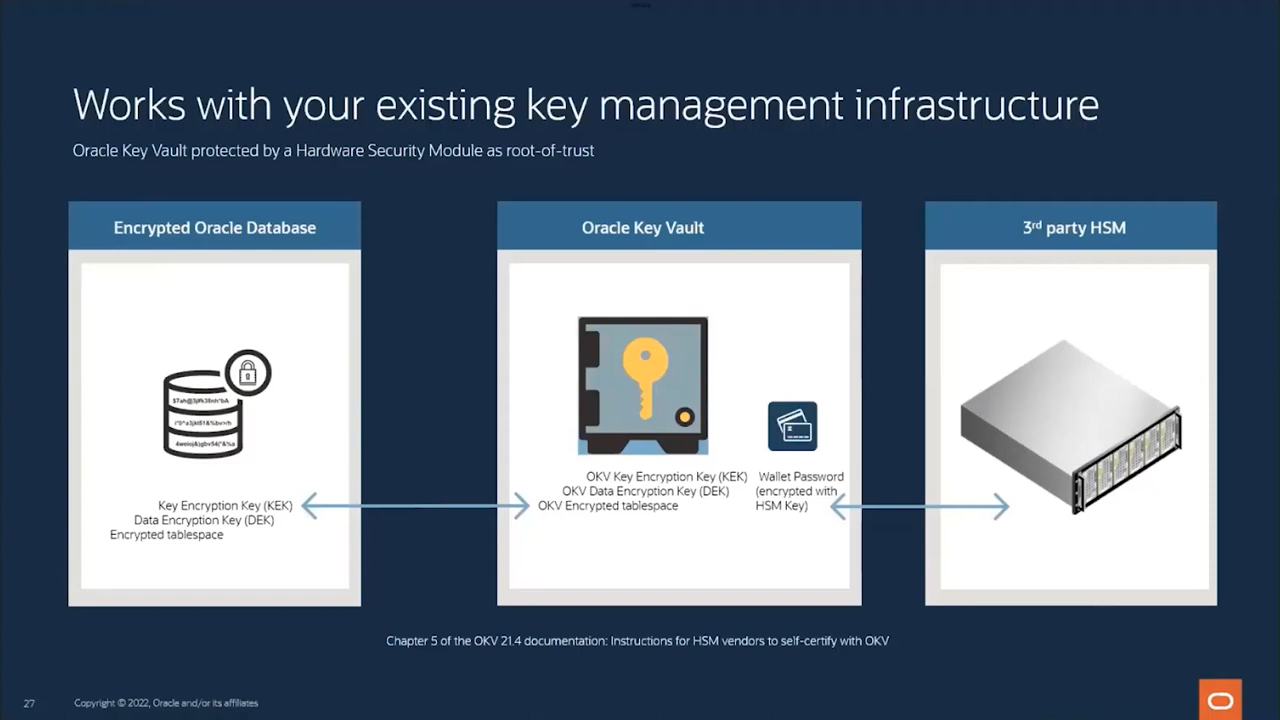 Works with your existing key management infrastructure
Oracle Key Vault protected by a Hardware Security Module as root-of-trust
Encrypted Oracle Database
Key Encryption Key (KEK)
Data Encryption Key (DEK)
Encrypted tablespace
Oracle Key Vault
OKV Key Encryption Key (KEK)
OKV Data Encryption Key (DEK)
OKV Encrypted tablespace
Wallet Password
(encrypted with
HSM Key)
3rd party HSM
Chapter 5 of the OKV 21.4 documentation: Instructions for HSM vendors to self-certify with OKV
27
Copyright © 2022, Oracle and/or its affiliates